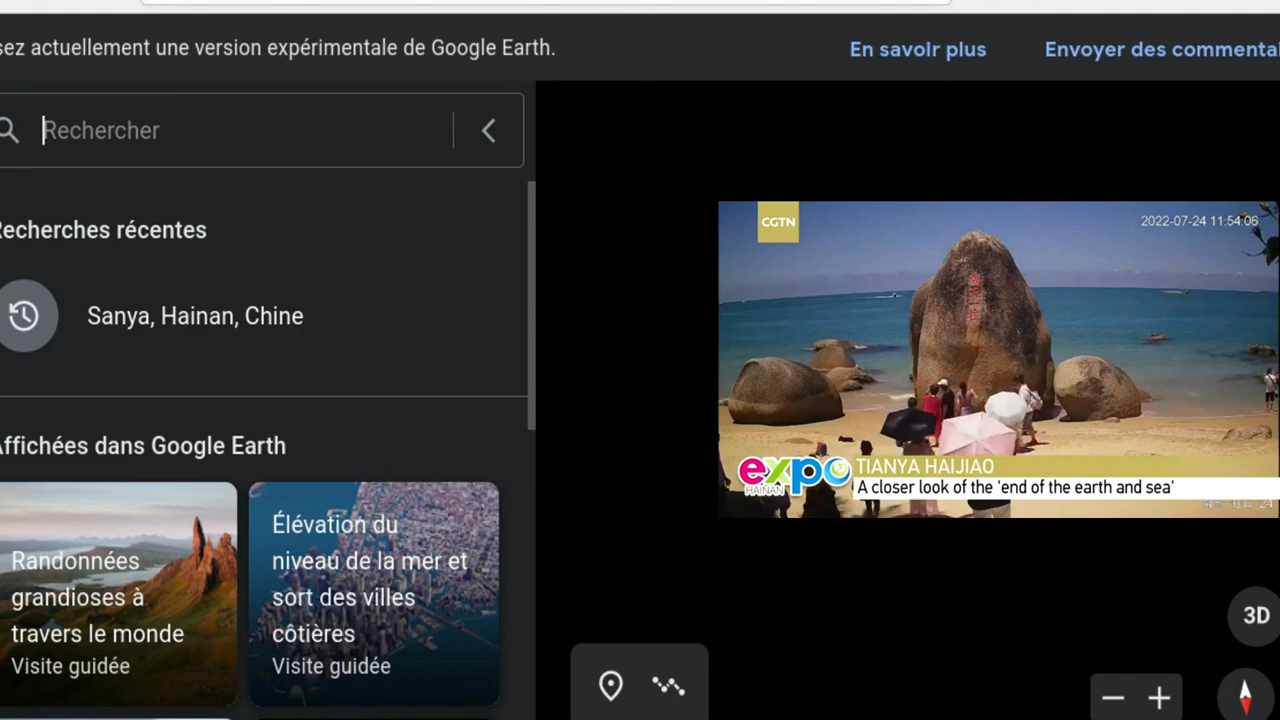 sez actuellement une version expérimentale de Google Earth.
En savoir plus
Envoyer des commentai
Rechercher
Recherches récentes
Sanya, Hainan, Chine
Affichées dans Google Earth
Randonnées
grandioses à
travers le monde
Visite guidée
Élévation du
niveau de la mer et
sort des villes
côtières
Visite guidée
CGTN
2022-07-24 11:54:06
expo
HAINAN
TIANYA HAIJIAO
A closer look of the 'end of the earth and sea'
3D